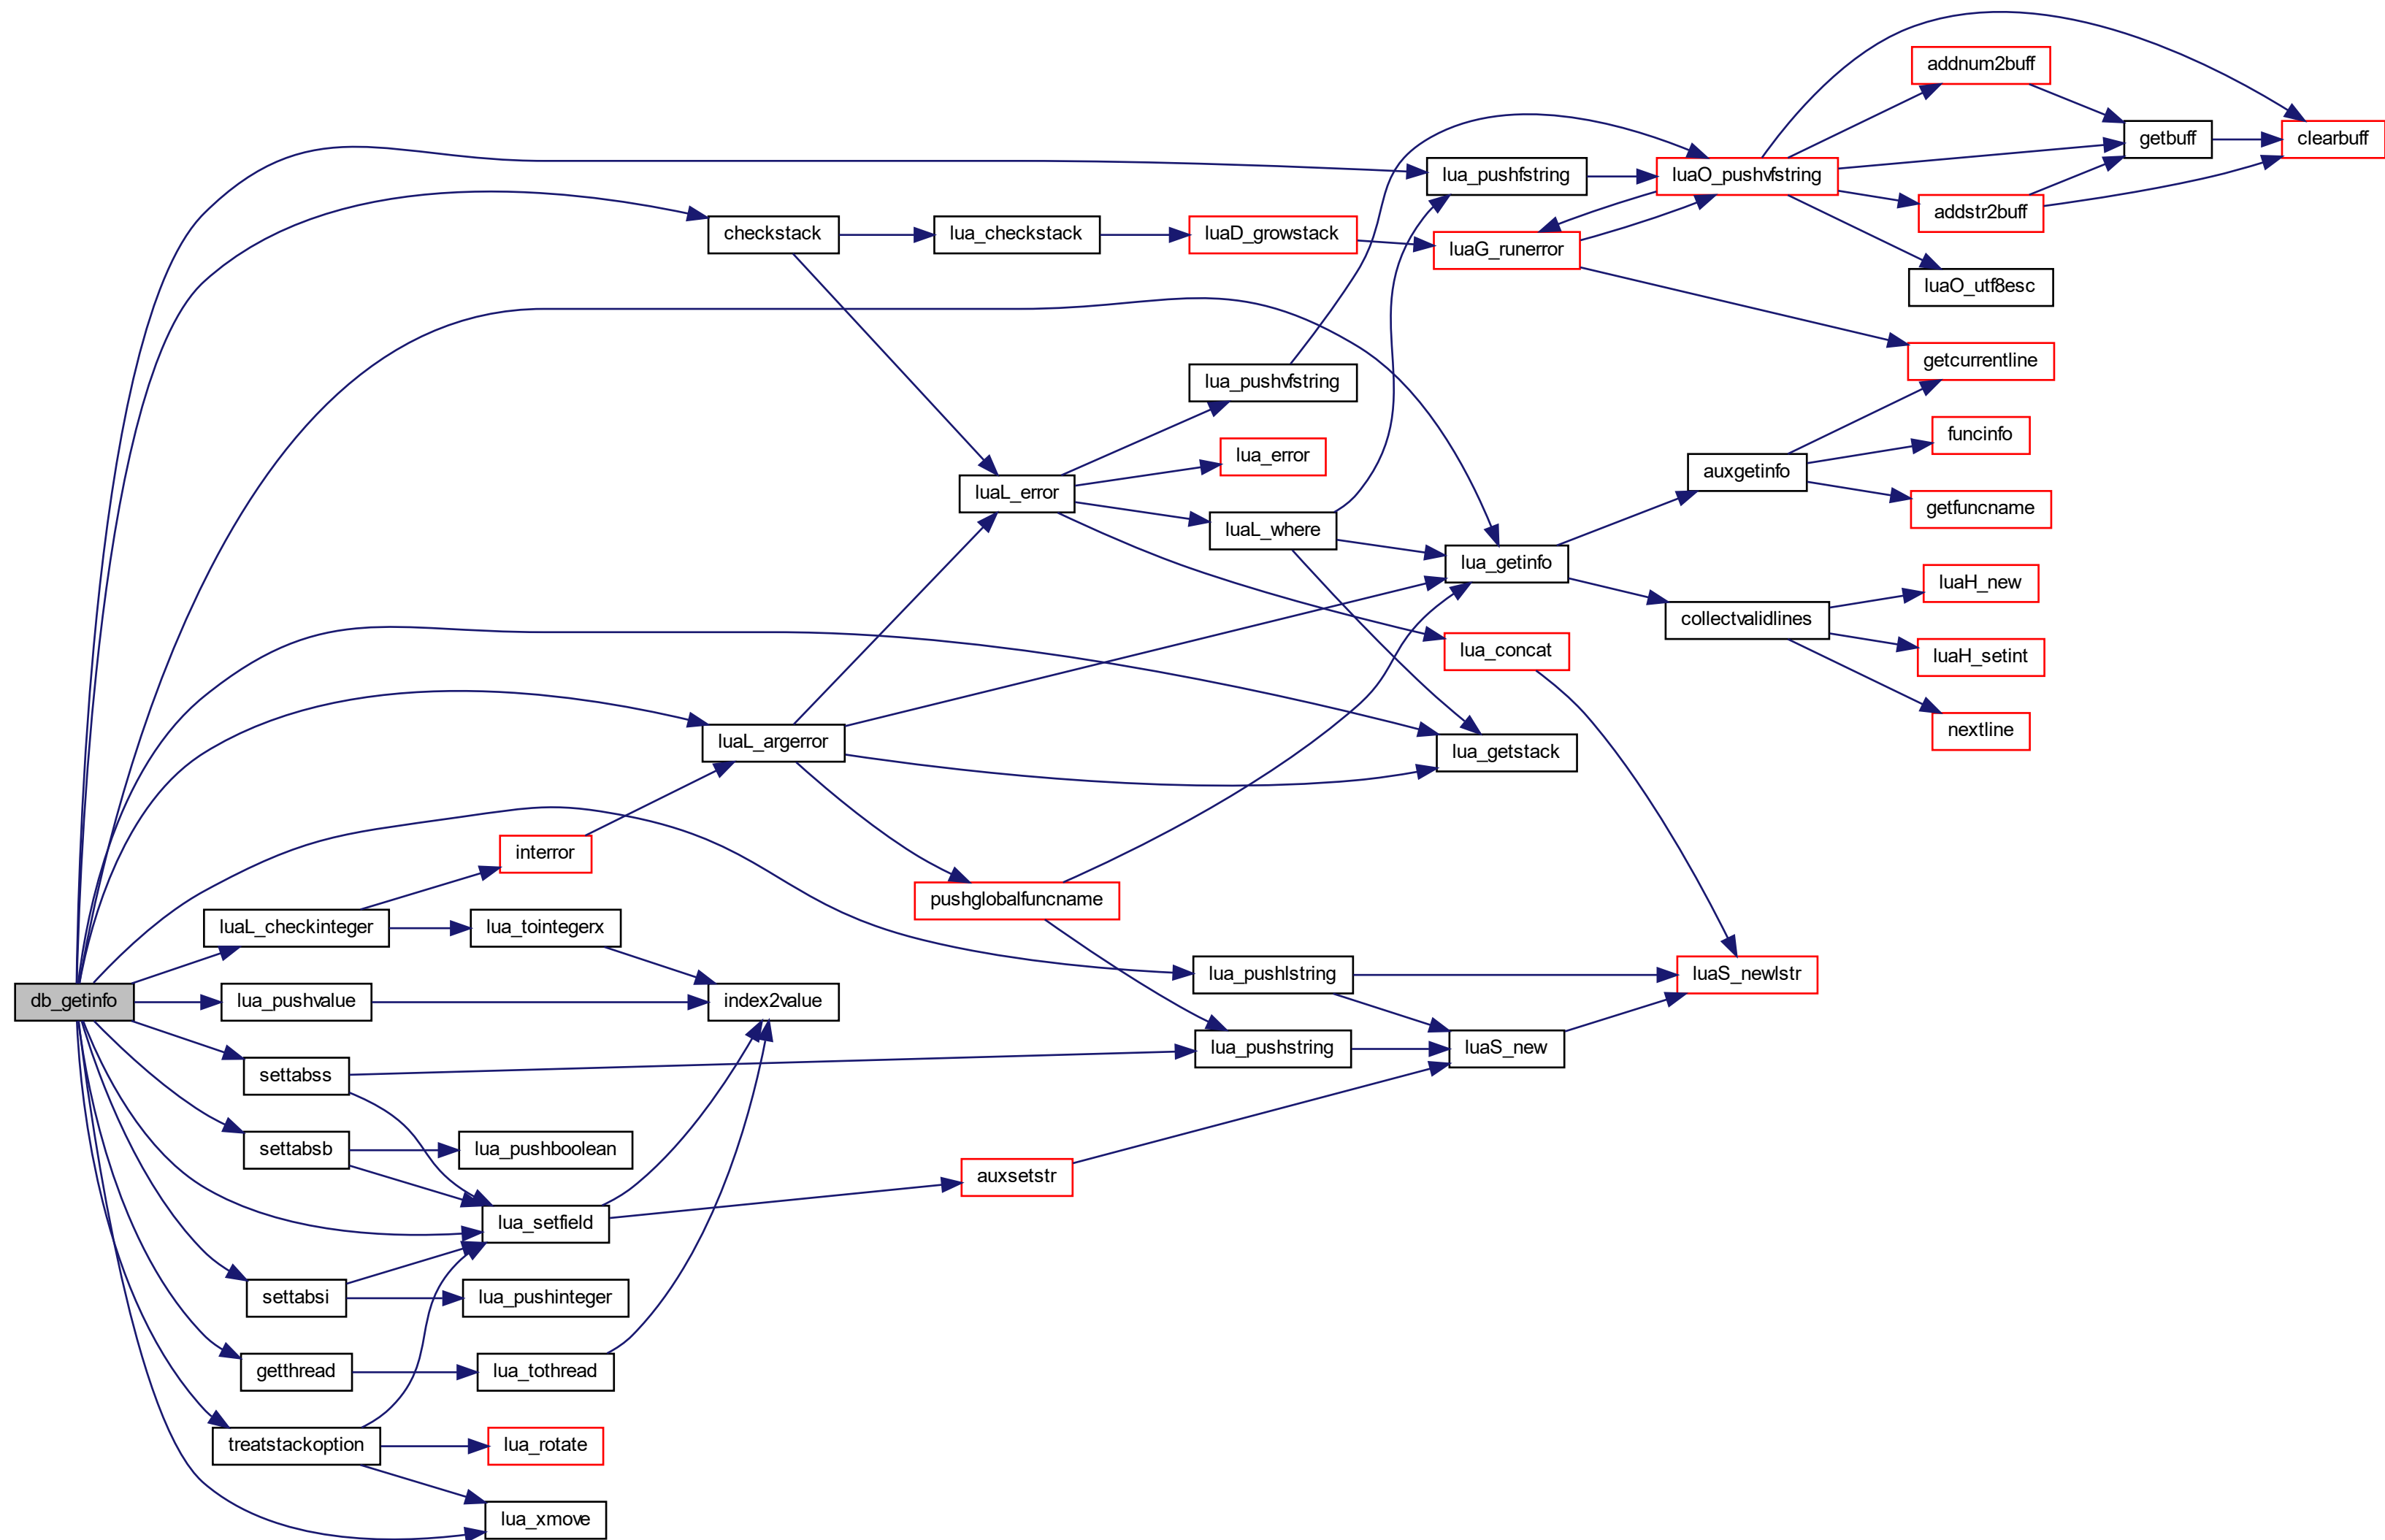 addnum2buff
getbuff
clearbuff
lua_pushfstring
luaO_pushvfstring
addstr2buff
checkstack
lua_checkstack
luaD_growstack
luaG_runerror
luaO_utf8esc
getcurrentline
lua_pushvfstring
funcinfo
lua_error
auxgetinfo
luaL_error
getfuncname
luaL_where
lua_getinfo
luaH_new
collectvalidlines
lua_concat
luaH_setint
nextline
luaL_argerror
lua_getstack
interror
pushglobalfuncname
luaL_checkinteger
lua_tointegerx
lua_pushlstring
luaS_newlstr
db_getinfo
lua_pushvalue
index2value
lua_pushstring
luaS_new
settabss
settabsb
lua_pushboolean
auxsetstr
lua_setfield
settabsi
lua_pushinteger
getthread
lua_tothread
treatstackoption
lua_rotate
lua_xmove